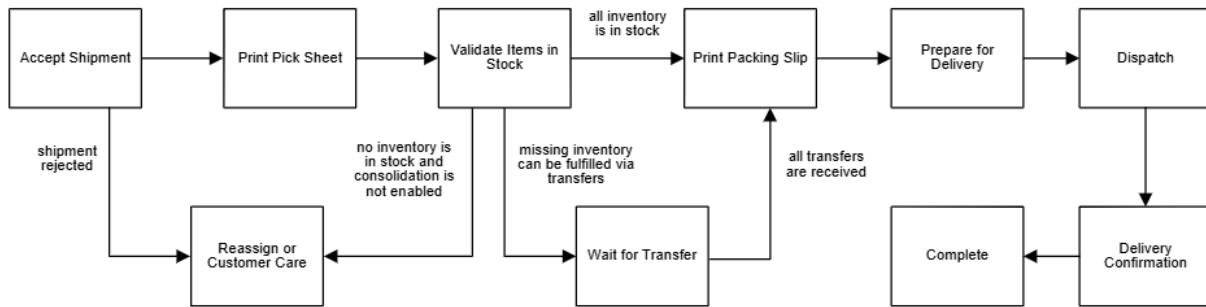 all inventory
is in stock
Accept Shipment
Print Pick Sheet
Validate Items in
Stock
Print Packing Slip
Prepare for
Delivery
Dispatch
shipment
rejected
no inventory is
in stock and
consolidation is
not enabled
missing inventory
can be fulfilled via
transfers
all transfers
are received
Reassign or
Customer Care
Wait for Transfer
Complete
Delivery
Confirmation